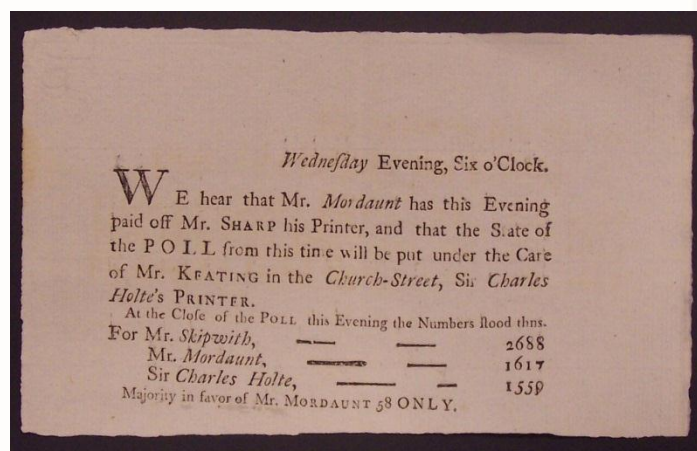 Wedneſday Evening, Six o'Clock.
WE hear that Mr. Mordaunt has this Evening
paid off Mr. SHARP his Printer, and that the State of
the POLL from this time will be put under the Care
of Mr. KEATING in the Church-Street, Sir Charles
Holte's PRINTER.
At the Cloſe of the POLL this Evening the Numbers ſtood thns.
For Mr. Skipwith, — — 2688
Mr. Mordaunt, — — 1617
Sir Charles Holte, — — 1559
Majority in favor of Mr. MORDAUNT 58 ONLY.